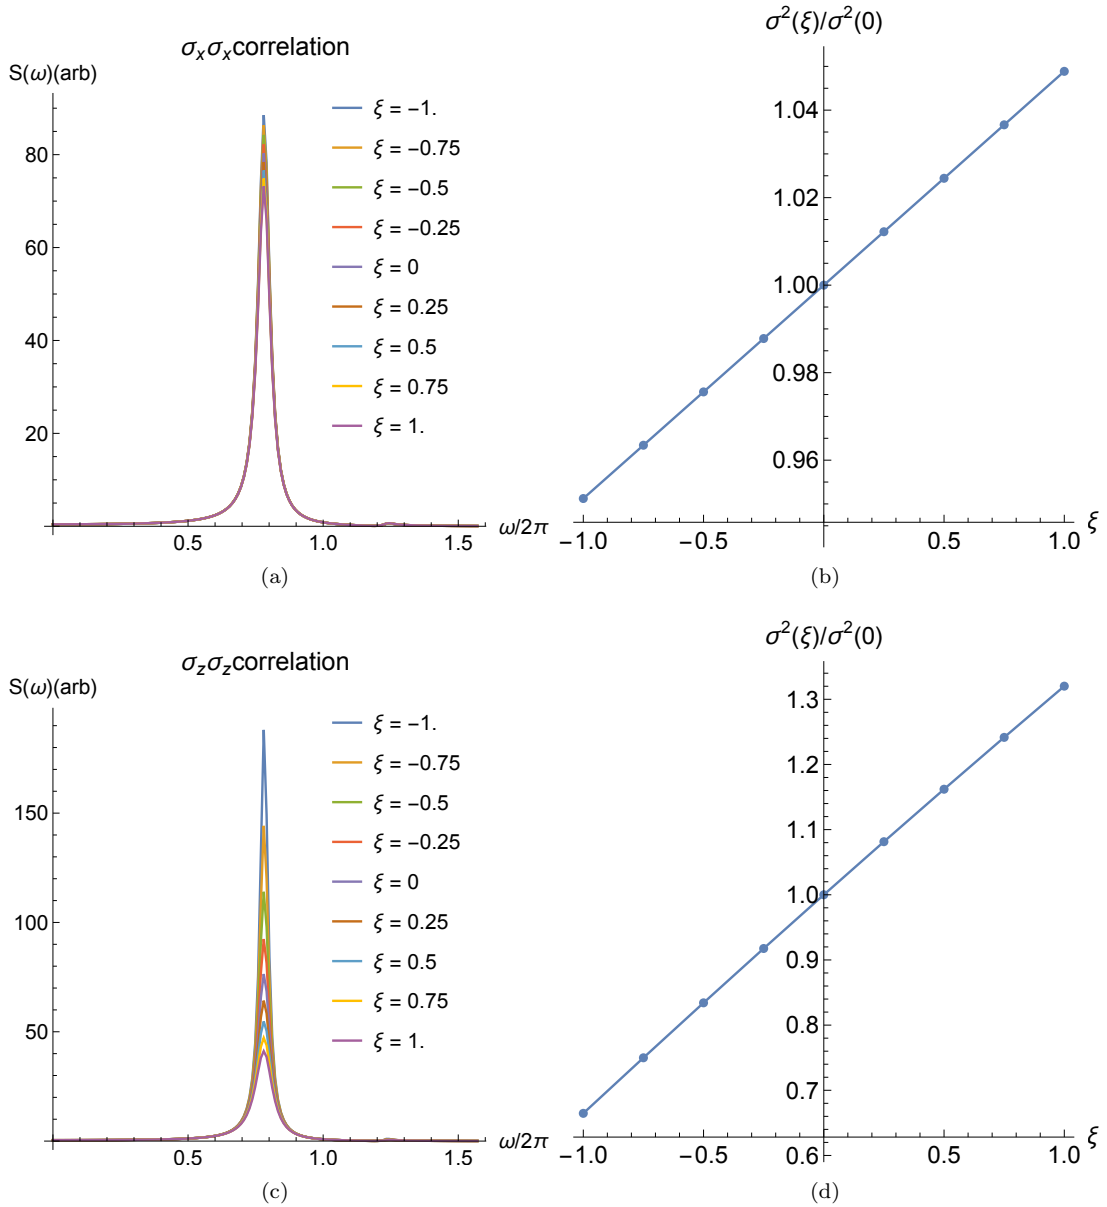 σxσxcorrelation
S(ω)(arb)
80
60
40
20
0.5
1.0
1.5
ω/2π
ξ = −1.
ξ = −0.75
ξ = −0.5
ξ = −0.25
ξ = 0
ξ = 0.25
ξ = 0.5
ξ = 0.75
ξ = 1.
(a)
σ²(ξ)/σ²(0)
1.04
1.02
1.00
0.98
0.96
−1.0
−0.5
0.5
1.0
ξ
(b)
σzσzcorrelation
S(ω)(arb)
150
100
50
0.5
1.0
1.5
ω/2π
ξ = −1.
ξ = −0.75
ξ = −0.5
ξ = −0.25
ξ = 0
ξ = 0.25
ξ = 0.5
ξ = 0.75
ξ = 1.
(c)
σ²(ξ)/σ²(0)
1.3
1.2
1.1
1.0
0.9
0.8
0.7
0.6
−1.0
−0.5
0.5
1.0
ξ
(d)